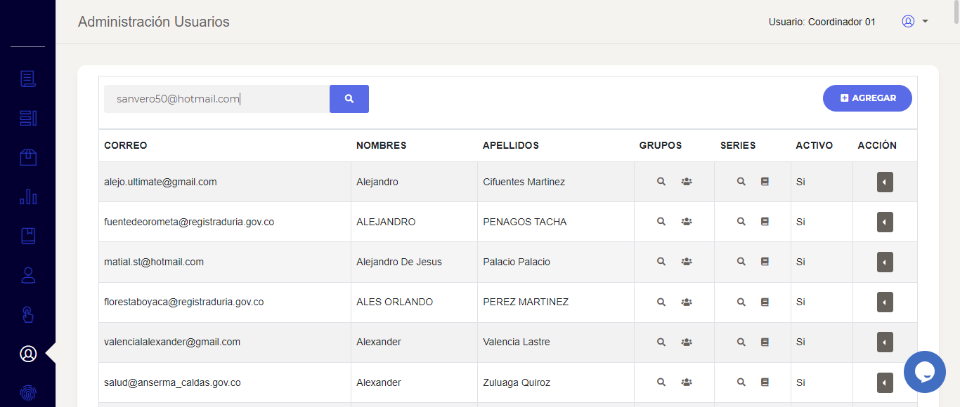 Administración Usuarios
Usuario: Coordinador 01
sanvero50@hotmail.com
AGREGAR
CORREO NOMBRES APELLIDOS GRUPOS SERIES ACTIVO ACCIÓN
alejo.ultimate@gmail.com Alejandro Cifuentes Martinez Si
fuentedeorometa@registraduria.gov.co ALEJANDRO PENAGOS TACHA Si
matial.st@hotmail.com Alejandro De Jesus Palacio Palacio Si
florestaboyaca@registraduria.gov.co ALES ORLANDO PEREZ MARTINEZ Si
valencialalexander@gmail.com Alexander Valencia Lastre Si
salud@anserma_caldas.gov.co Alexander Zuluaga Quiroz Si